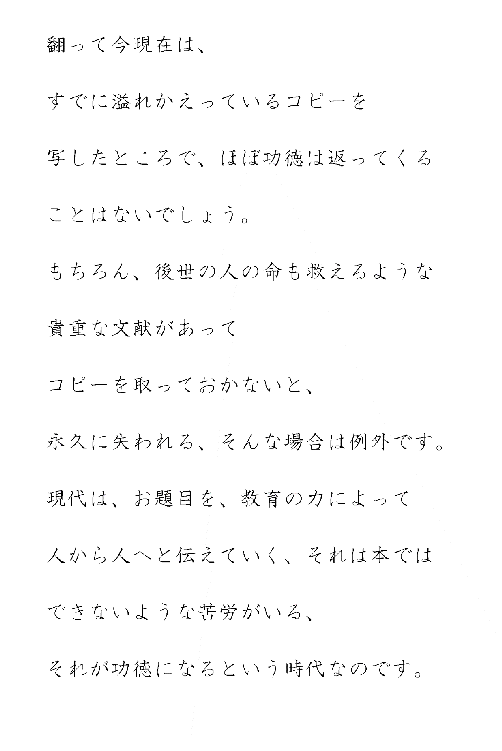 翻って今現在は、
すでに溢れかえっているコピーを
写したところで、ほぼ功徳は返ってくる
ことはないでしょう。
もちろん、後世の人の命も救えるような
貴重な文献があって
コピーを取っておかないと、
永久に失われる、そんな場合は例外です。
現代は、お題目を、教育の力によって
人から人へと伝えていく、それは本では
できないような苦労がいる、
それが功徳になるという時代なのです。